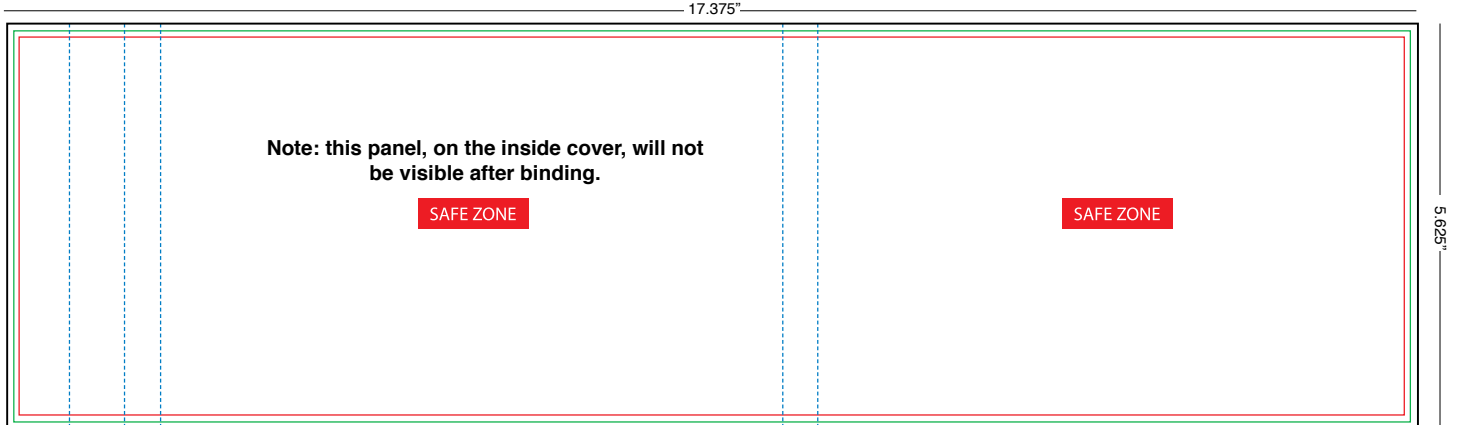 17.375”
Note: this panel, on the inside cover, will not
be visible after binding.
SAFE ZONE
SAFE ZONE
5.625”